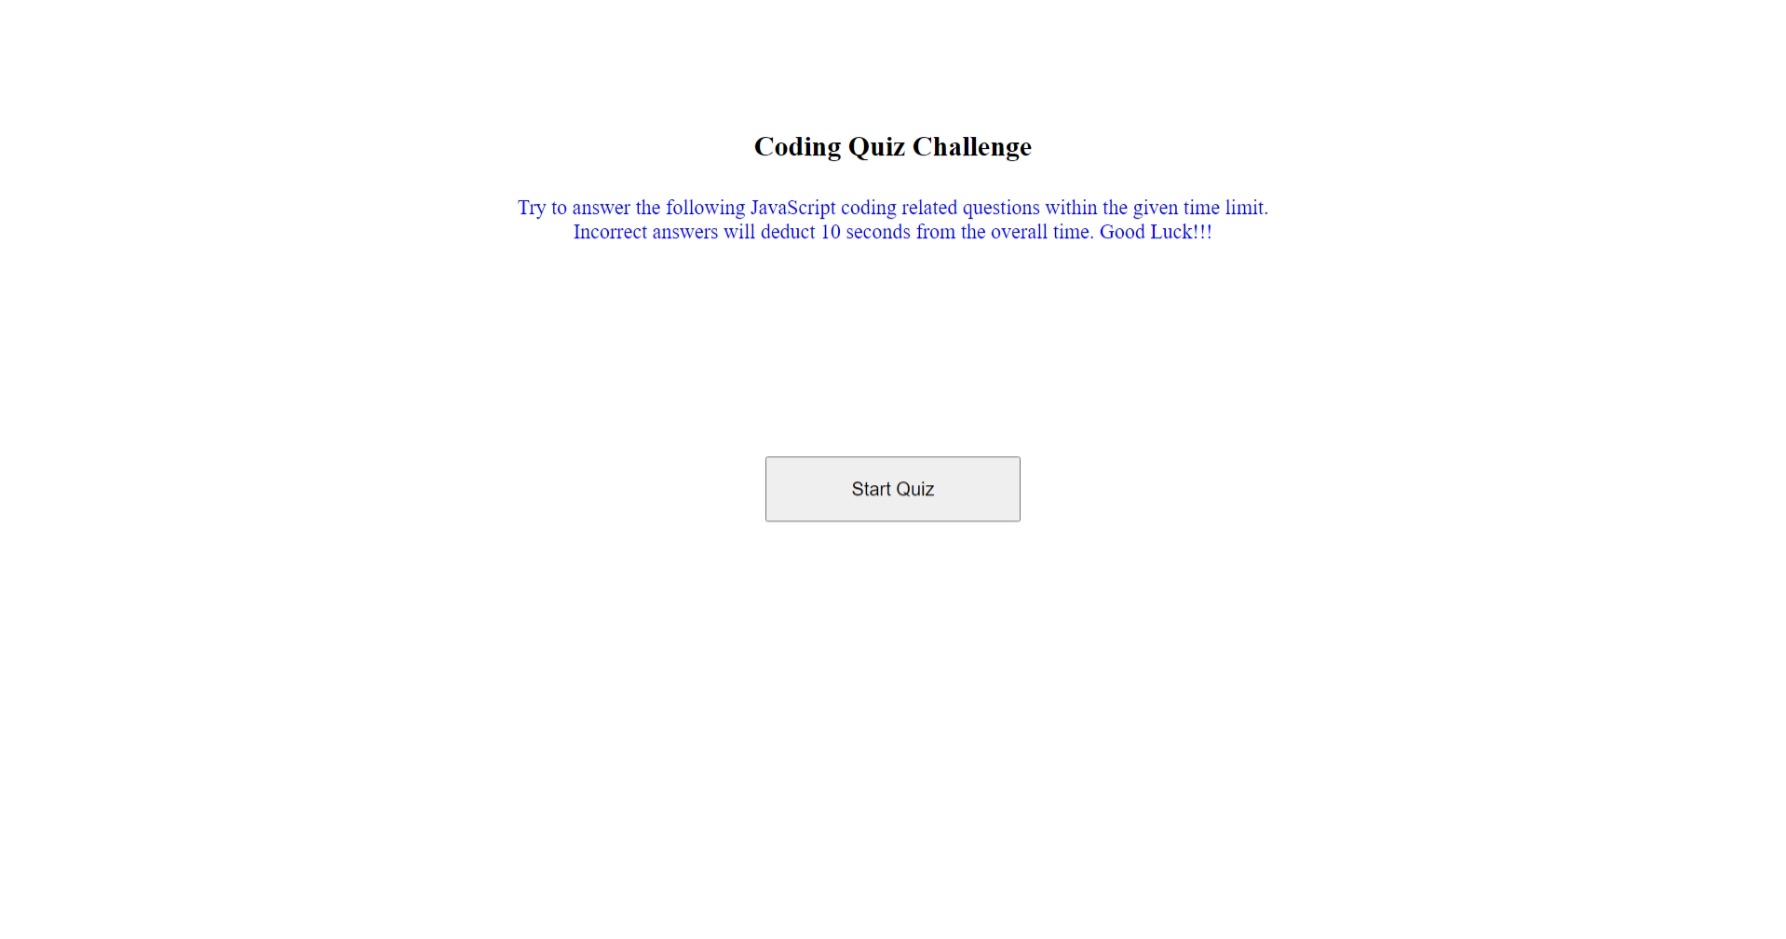 Coding Quiz Challenge
Try to answer the following JavaScript coding related questions within the given time limit.
Incorrect answers will deduct 10 seconds from the overall time. Good Luck!!!
Start Quiz